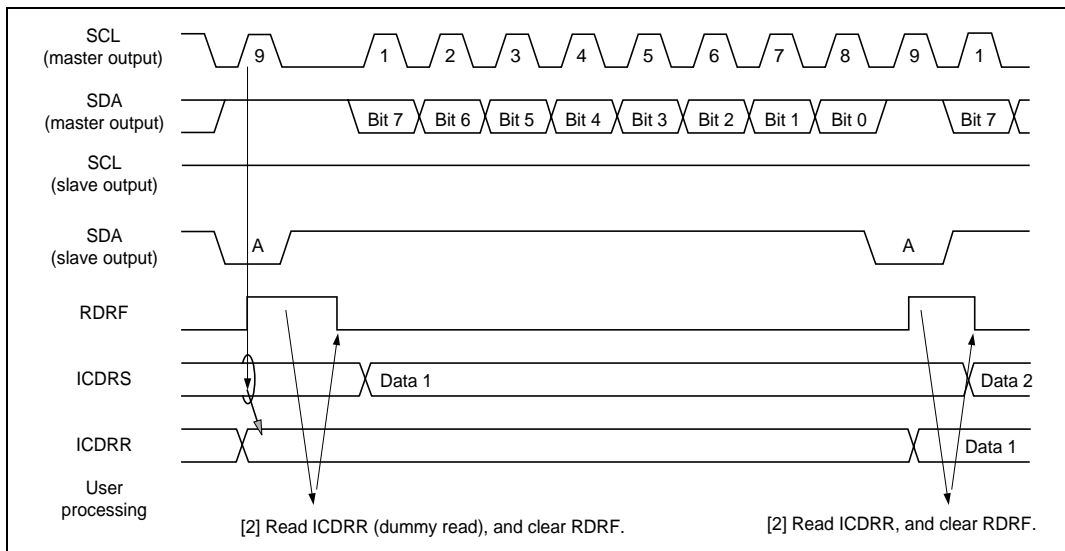 SCL
(master output)
9 1 2 3 4 5 6 7 8 9 1
SDA
(master output)
Bit 7 Bit 6 Bit 5 Bit 4 Bit 3 Bit 2 Bit 1 Bit 0 Bit 7
SCL
(slave output)
SDA
(slave output)
A A
RDRF
ICDRS
Data 1 Data 2
ICDRR
Data 1
User
processing
[2] Read ICDRR (dummy read), and clear RDRF. [2] Read ICDRR, and clear RDRF.